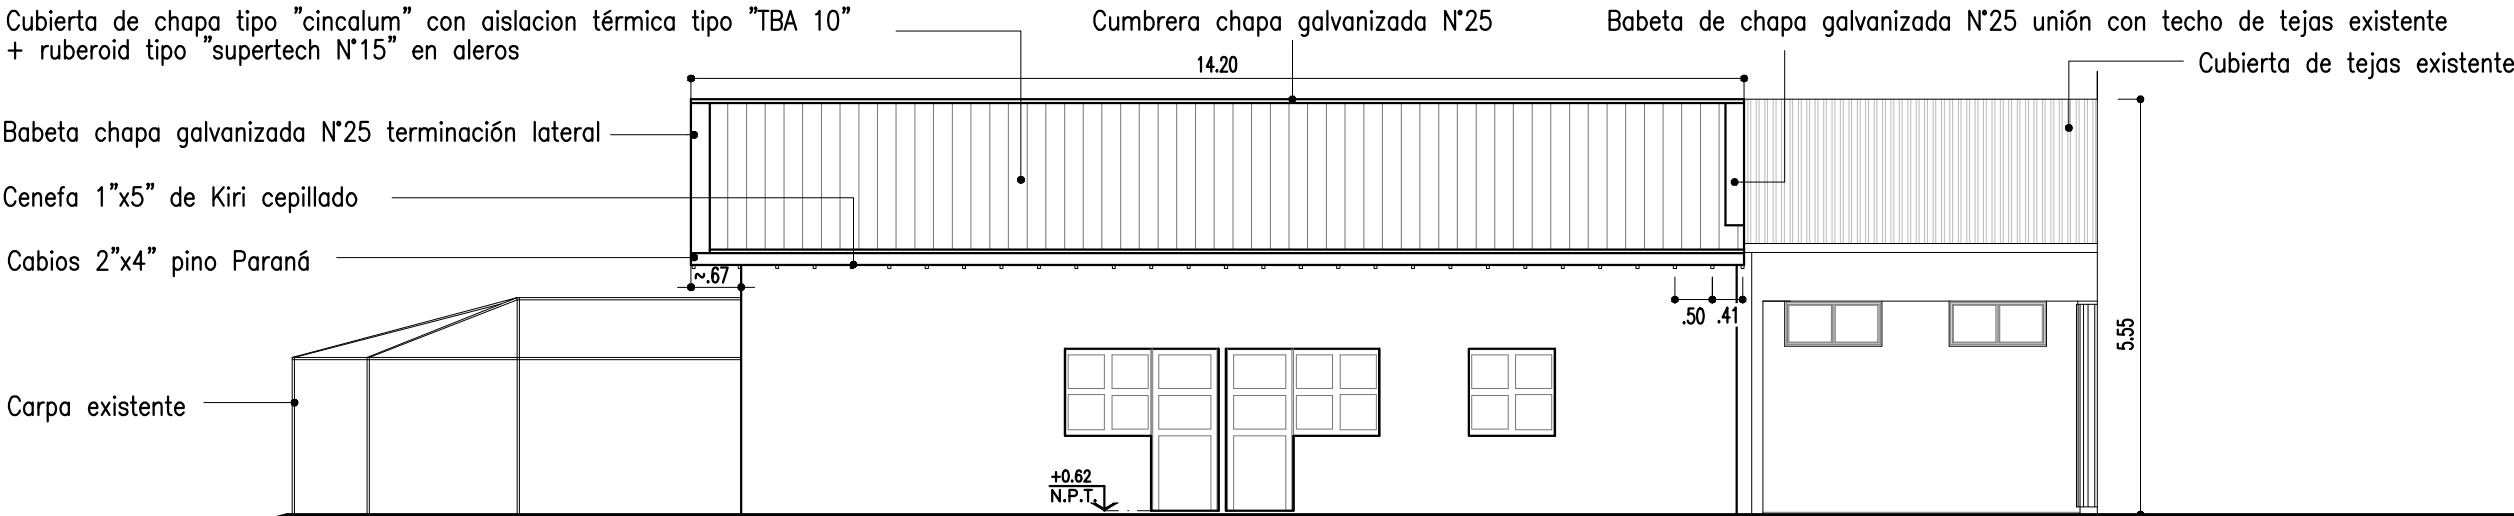 Cubierta de chapa tipo "cincalum" con aislacion térmica tipo "TBA 10"
+ ruberoid tipo "supertech N°15" en aleros
Cumbrera chapa galvanizada N°25
Babeta de chapa galvanizada N°25 unión con techo de tejas existente
Cubierta de tejas existente
14.20
Babeta chapa galvanizada N°25 terminación lateral
Cenefa 1"x5" de Kiri cepillado
Cabios 2"x4" pino Paraná
~.67
.50 .41
5.55
Carpa existente
+0.62
N.P.T.